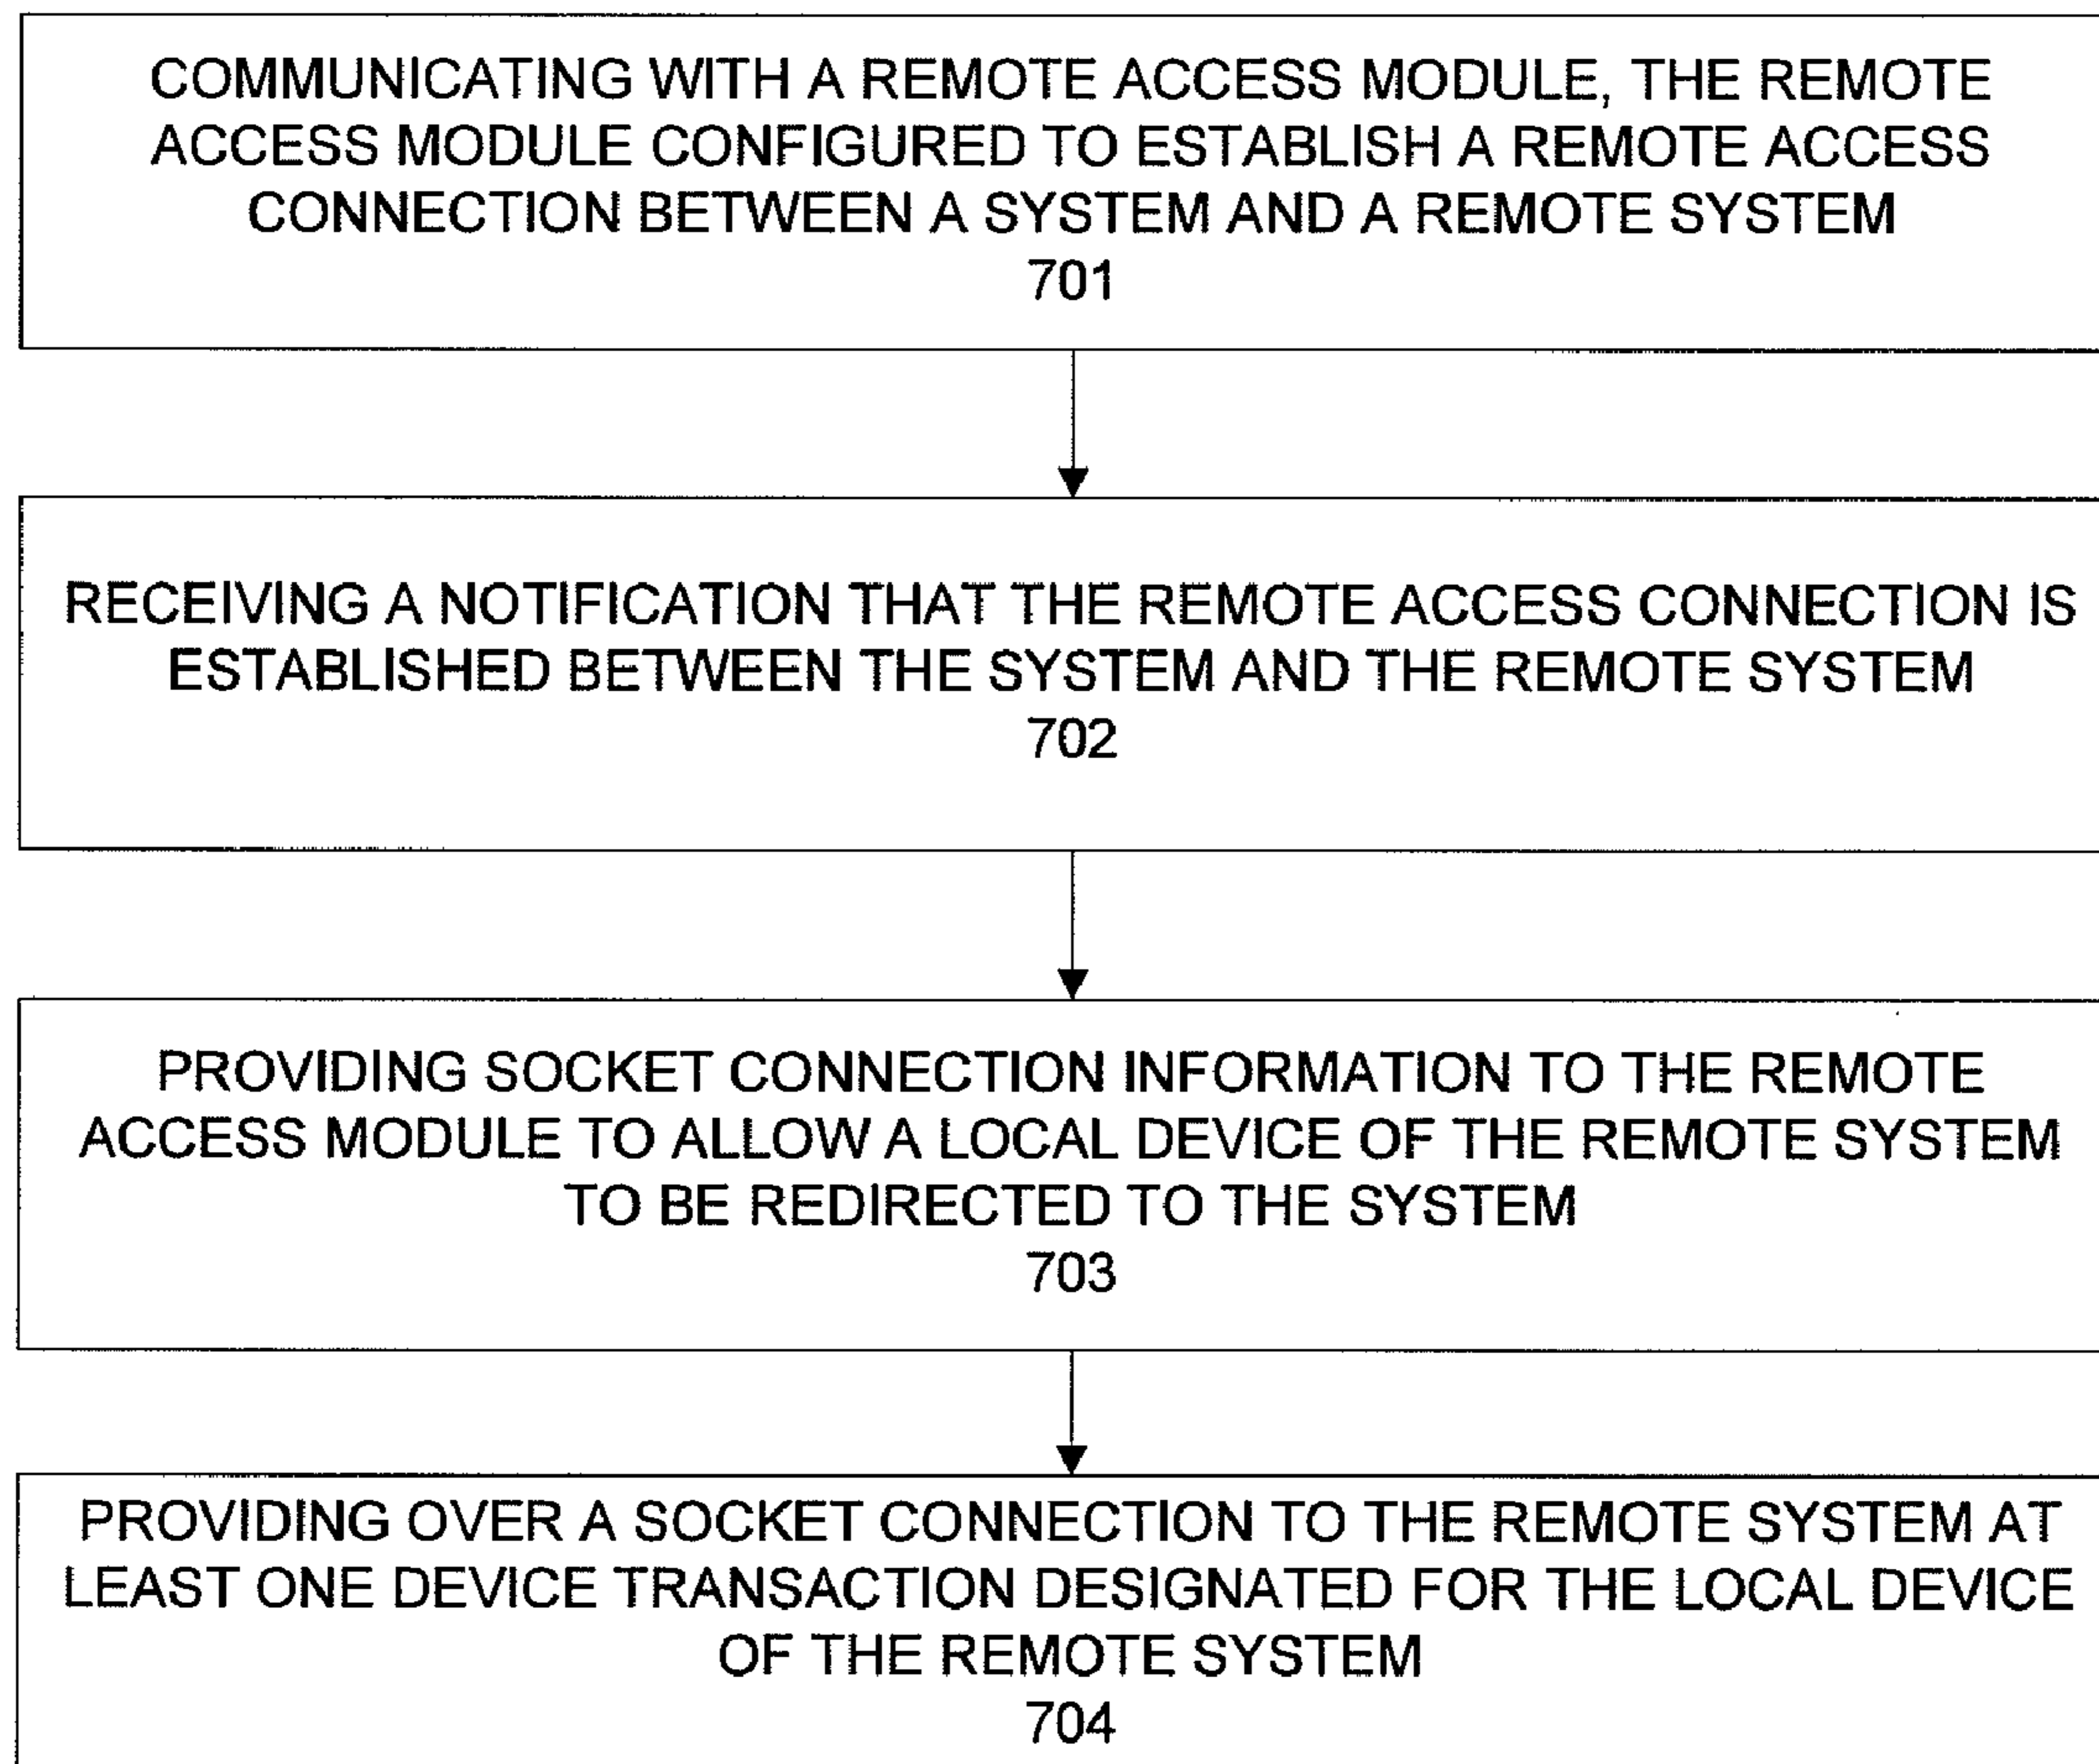 COMMUNICATING WITH A REMOTE ACCESS MODULE, THE REMOTE
ACCESS MODULE CONFIGURED TO ESTABLISH A REMOTE ACCESS
CONNECTION BETWEEN A SYSTEM AND A REMOTE SYSTEM
701
RECEIVING A NOTIFICATION THAT THE REMOTE ACCESS CONNECTION IS
ESTABLISHED BETWEEN THE SYSTEM AND THE REMOTE SYSTEM
702
PROVIDING SOCKET CONNECTION INFORMATION TO THE REMOTE
ACCESS MODULE TO ALLOW A LOCAL DEVICE OF THE REMOTE SYSTEM
TO BE REDIRECTED TO THE SYSTEM
703
PROVIDING OVER A SOCKET CONNECTION TO THE REMOTE SYSTEM AT
LEAST ONE DEVICE TRANSACTION DESIGNATED FOR THE LOCAL DEVICE
OF THE REMOTE SYSTEM
704